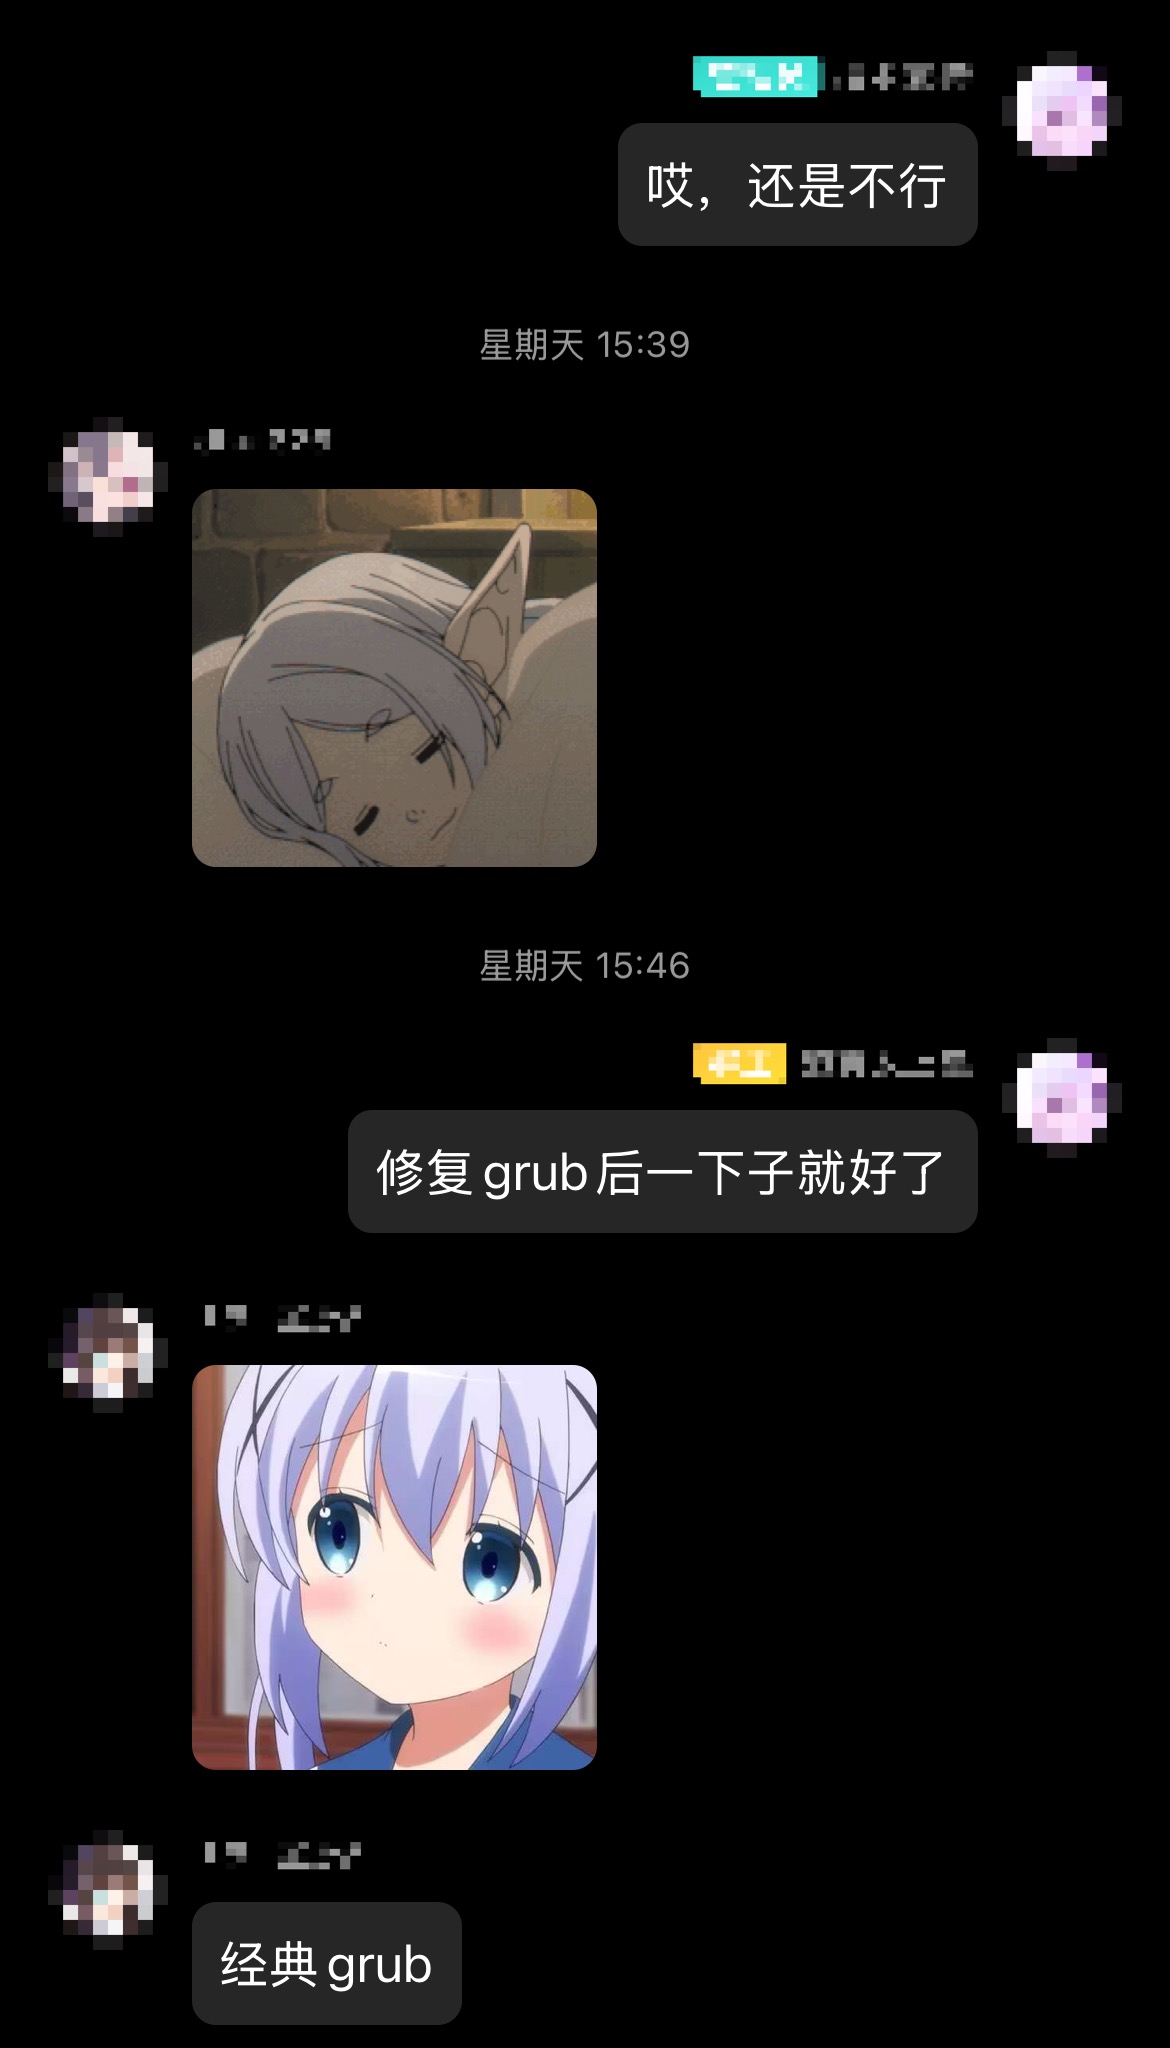 哎，还是不行
星期天 15:39
星期天 15:46
修复grub后一下子就好了
经典grub